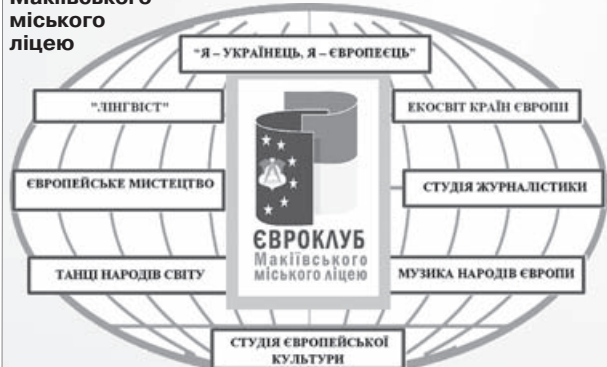 Макіївського
міського
ліцею
"Я – УКРАЇНЕЦЬ, Я – ЄВРОПЕЄЦЬ"
"ЛІНГВІСТ"
ЕКОСВІТ КРАЇН ЄВРОПИ
ЄВРОПЕЙСЬКЕ МИСТЕЦТВО
СТУДІЯ ЖУРНАЛІСТИКИ
ЄВРОКЛУБ
Макіївського
міського ліцею
ТАНЦІ НАРОДІВ СВІТУ
МУЗИКА НАРОДІВ ЄВРОПИ
СТУДІЯ ЄВРОПЕЙСЬКОЇ
КУЛЬТУРИ